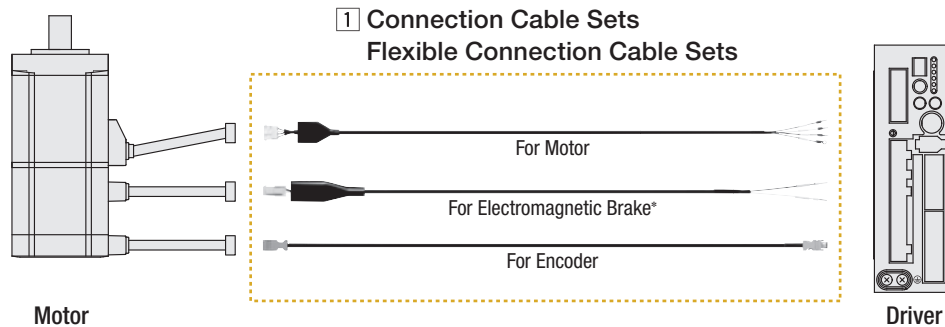 1 Connection Cable Sets
Flexible Connection Cable Sets
For Motor
For Electromagnetic Brake*
For Encoder
Motor
Driver